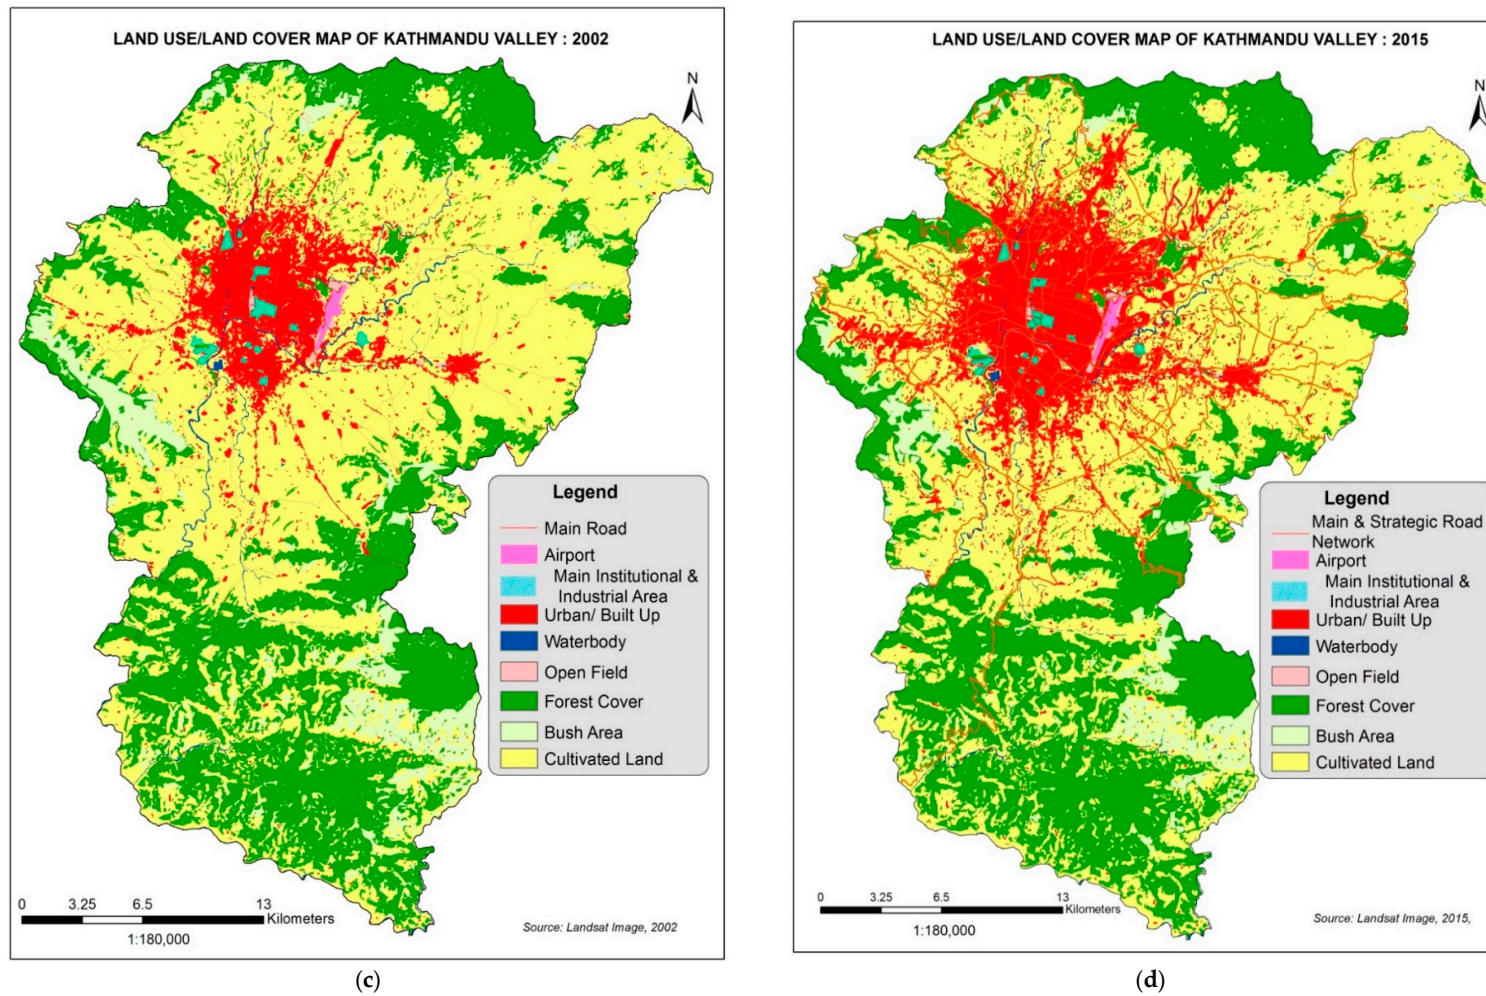 LAND USE/LAND COVER MAP OF KATHMANDU VALLEY : 2002
N
Legend
Main Road
Airport
Main Institutional &
Industrial Area
Urban/ Built Up
Waterbody
Open Field
Forest Cover
Bush Area
Cultivated Land
0 3.25 6.5 13
Kilometers
1:180,000
Source: Landsat Image, 2002
(c)
LAND USE/LAND COVER MAP OF KATHMANDU VALLEY : 2015
N
Legend
Main & Strategic Road
Network
Airport
Main Institutional &
Industrial Area
Urban/ Built Up
Waterbody
Open Field
Forest Cover
Bush Area
Cultivated Land
0 3.25 6.5 13
Kilometers
1:180,000
Source: Landsat Image, 2015,
(d)